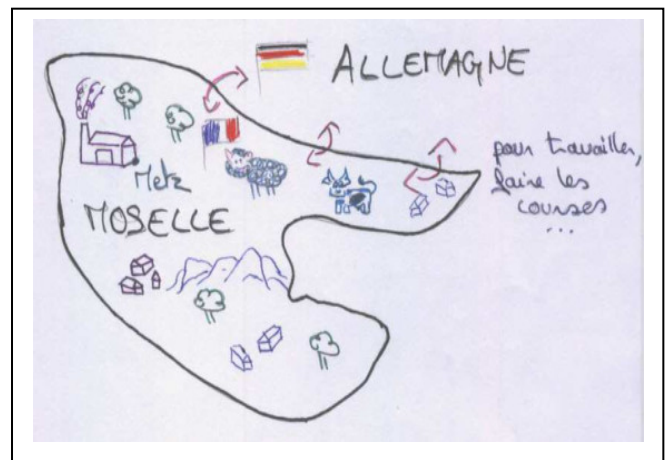 ALLEMAGNE
pour travailler,
faire les
courses
...
Metz
MOSELLE